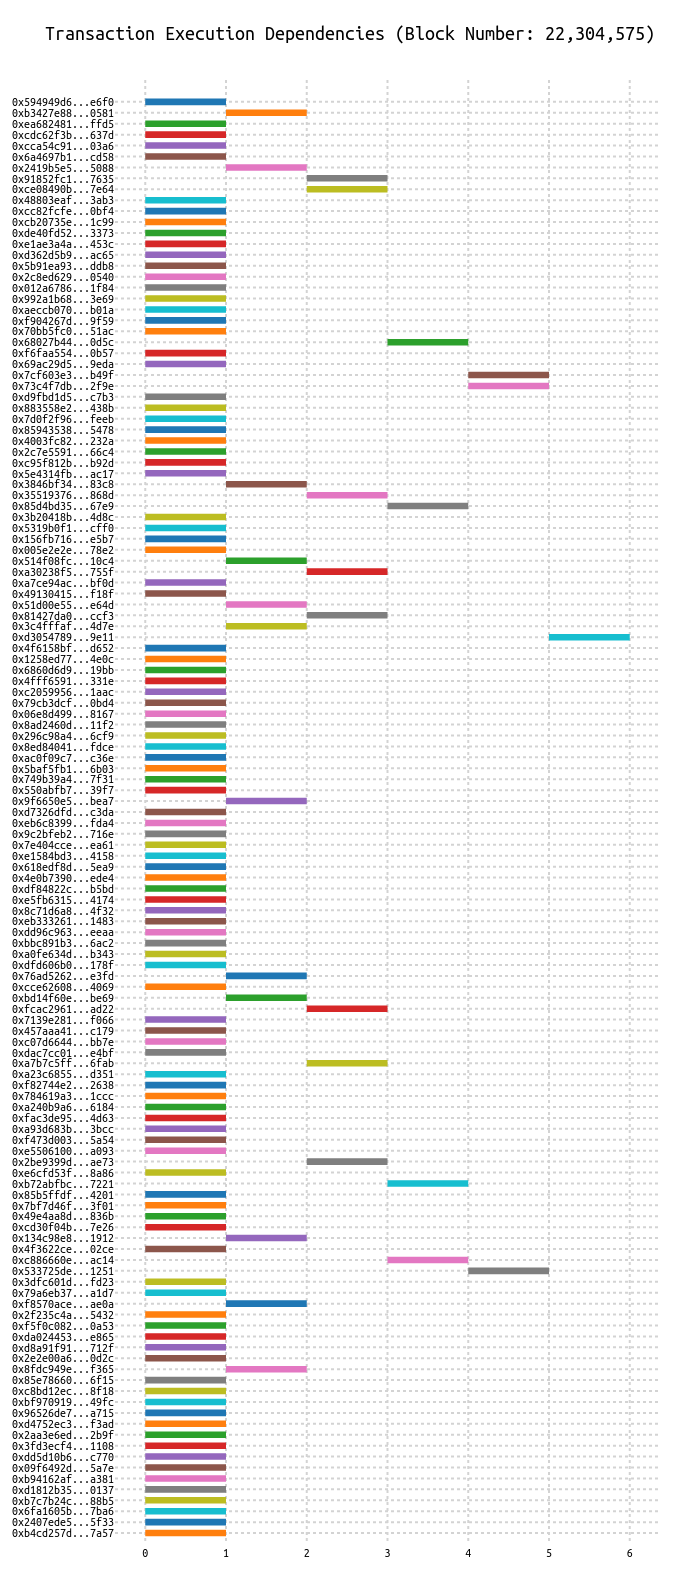 Transaction Execution Dependencies (Block Number: 22,304,575)
0x594949d6...e6f0
0xb3427e88...0581
0xea682481...ffd5
0xcdc62f3b...637d
0xcca54c91...03a6
0x6a4697b1...cd58
0x2419b5e5...5088
0x91852fc1...7635
0xce08490b...7e64
0x48803eaf...3ab3
0xcc82fcfe...0bf4
0xcb20735e...1c99
0xde40fd52...3373
0xe1ae3a4a...453c
0xd362d5b9...ac65
0x5b91ea93...ddb8
0x2c8ed629...0540
0x012a6786...1f84
0x992a1b68...3e69
0xaeccb070...b01a
0xf904267d...9f59
0x70bb5fc0...51ac
0x68027b44...0d5c
0xf6faa554...0b57
0x69ac29d5...9eda
0x7cf603e3...b49f
0x73c4f7db...2f9e
0xd9fbd1d5...c7b3
0x883558e2...438b
0x7d0f2f96...feeb
0x85943538...5478
0x4003fc82...232a
0x2c7e5591...66c4
0xc95f812b...b92d
0x5e4314fb...ac17
0x3846bf34...83c8
0x35519376...868d
0x85d4bd35...67e9
0x3b20418b...4d8c
0x5319b0f1...cff0
0x156fb716...e5b7
0x005e2e2e...78e2
0x514f08fc...10c4
0xa30238f5...755f
0xa7ce94ac...bf0d
0x49130415...f18f
0x51d00e55...e64d
0x81427da0...ccf3
0x3c4fffaf...4d7e
0xd3054789...9e11
0x4f6158bf...d652
0x1258ed77...4e0c
0x6860d6d9...19bb
0x4fff6591...331e
0xc2059956...1aac
0x79cb3dcf...0bd4
0x06e8d499...8167
0x8ad2460d...11f2
0x296c98a4...6cf9
0x8ed84041...fdce
0xac0f09c7...c36e
0x5baf5fb1...6b03
0x749b39a4...7f31
0x550abfb7...39f7
0x9f6650e5...bea7
0xd7326dfd...c3da
0xeb6c8399...fda4
0x9c2bfeb2...716e
0x7e404cce...ea61
0xe1584bd3...4158
0x618edf8d...5ea9
0x4e0b7390...ede4
0xdf84822c...b5bd
0xe5fb6315...4174
0x8c71d6a8...4f32
0xeb333261...1483
0xdd96c963...eeaa
0xbbc891b3...6ac2
0xa0fe634d...b343
0xdfd606b0...178f
0x76ad5262...e3fd
0xcce62608...4069
0xbd14f60e...be69
0xfcac2961...ad22
0x7139e281...f066
0x457aaa41...c179
0xc07d6644...bb7e
0xdac7cc01...e4bf
0xa7b7c5ff...6fab
0xa23c6855...d351
0xf82744e2...2638
0x784619a3...1ccc
0xa240b9a6...6184
0xfac3de95...4d63
0xa93d683b...3bcc
0xf473d003...5a54
0xe5506100...a093
0x2be9399d...ae73
0xe6cfd53f...8a86
0xb72abfbc...7221
0x85b5ffdf...4201
0x7bf7d46f...3f01
0x49e4aa8d...836b
0xcd30f04b...7e26
0x134c98e8...1912
0x4f3622ce...02ce
0xc886660e...ac14
0x533725de...1251
0x3dfc601d...fd23
0x79a6eb37...a1d7
0xf8570ace...ae0a
0x2f235c4a...5432
0xf5f0c082...0a53
0xda024453...e865
0xd8a91f91...712f
0x2e2e00a6...0d2c
0x8fdc949e...f365
0x85e78660...6f15
0xc8bd12ec...8f18
0xbf970919...49fc
0x96526de7...a715
0xd4752ec3...f3ad
0x2aa3e6ed...2b9f
0x3fd3ecf4...1108
0xdd5d10b6...c770
0x09f6492d...5a7e
0xb94162af...a381
0xd1812b35...0137
0xb7c7b24c...88b5
0x6fa1605b...7ba6
0x2407ede5...5f33
0xb4cd257d...7a57
0 1 2 3 4 5 6